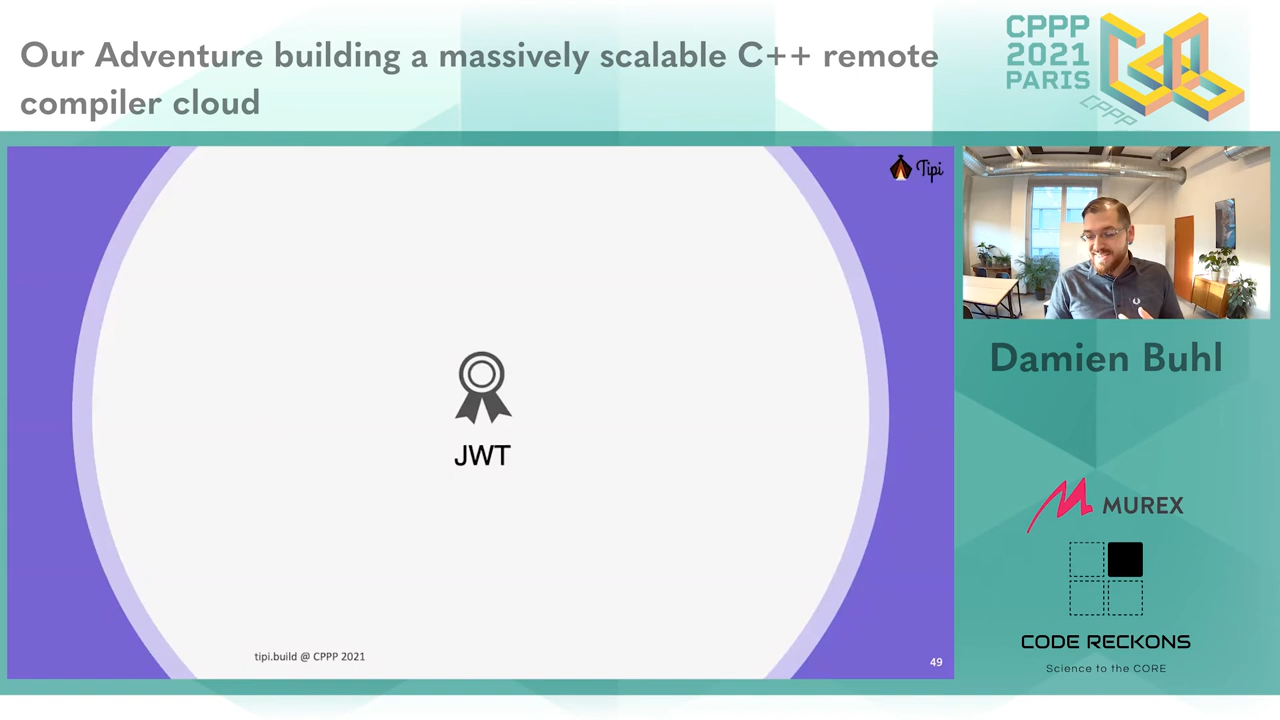 Our Adventure building a massively scalable C++ remote
compiler cloud
CPPP
2021
PARIS
CPPP
Tipi
JWT
tipi.build @ CPPP 2021
49
Damien Buhl
MUREX
CODE RECKONS
Science to the CORE